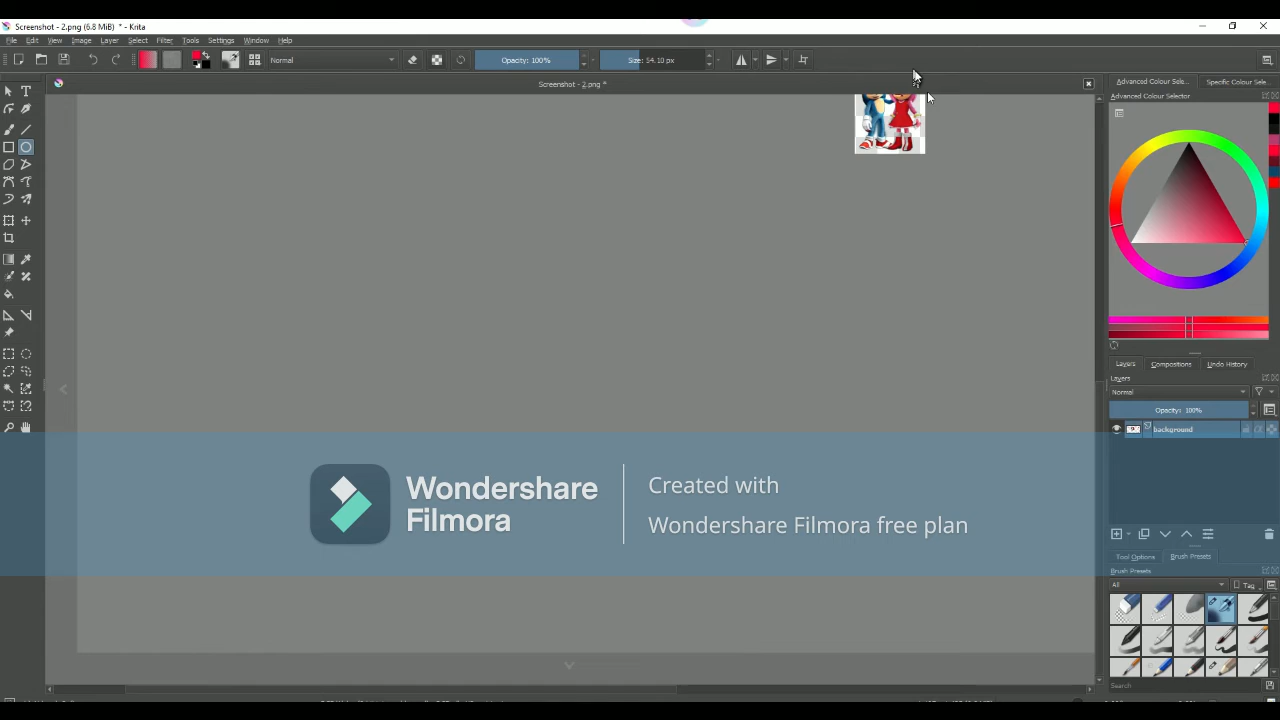 Screenshot - 2.png (6.8 MiB) * - Krita
File Edit View Image Layer Select Filter Tools Settings Window Help
Normal
Opacity: 100%
Size: 54.10 px
Screenshot - 2.png *
Advanced Colour Sele...
Specific Colour Sele...
Advanced Colour Selector
Layers
Compositions
Undo History
Layers
Normal
Opacity: 100%
background
Wondershare
Filmora
Created with
Wondershare Filmora free plan
Tool Options
Brush Presets
Brush Presets
All
Tag
Search